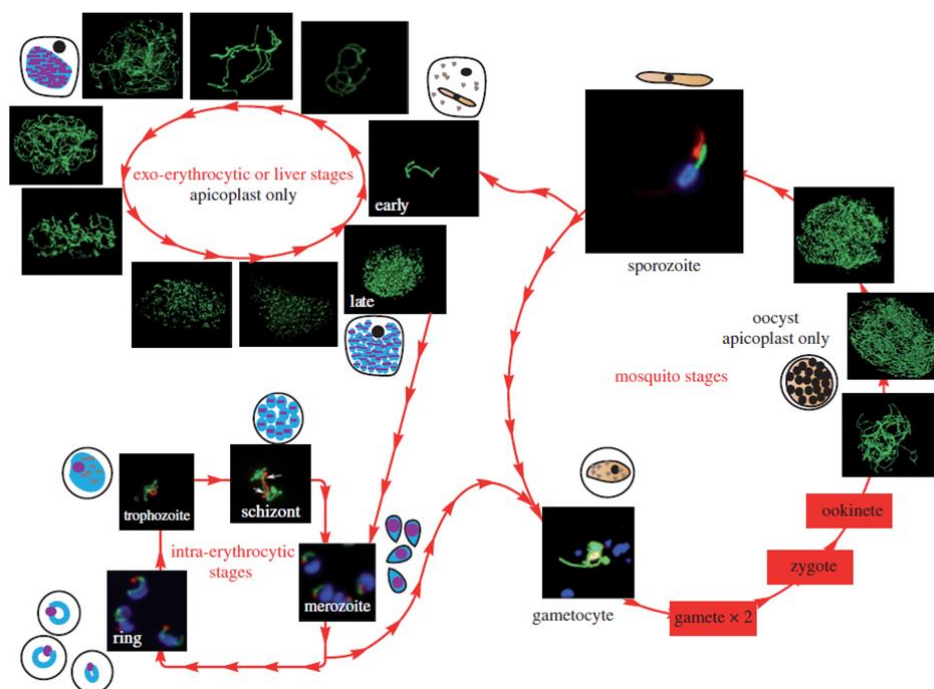 exo-erythrocytic or liver stages
apicoplast only
early
late
sporozoite
oocyst
apicoplast only
mosquito stages
trophozoite
schizont
intra-erythrocytic
stages
ring
merozoite
gametocyte
ookinete
zygote
gamete × 2